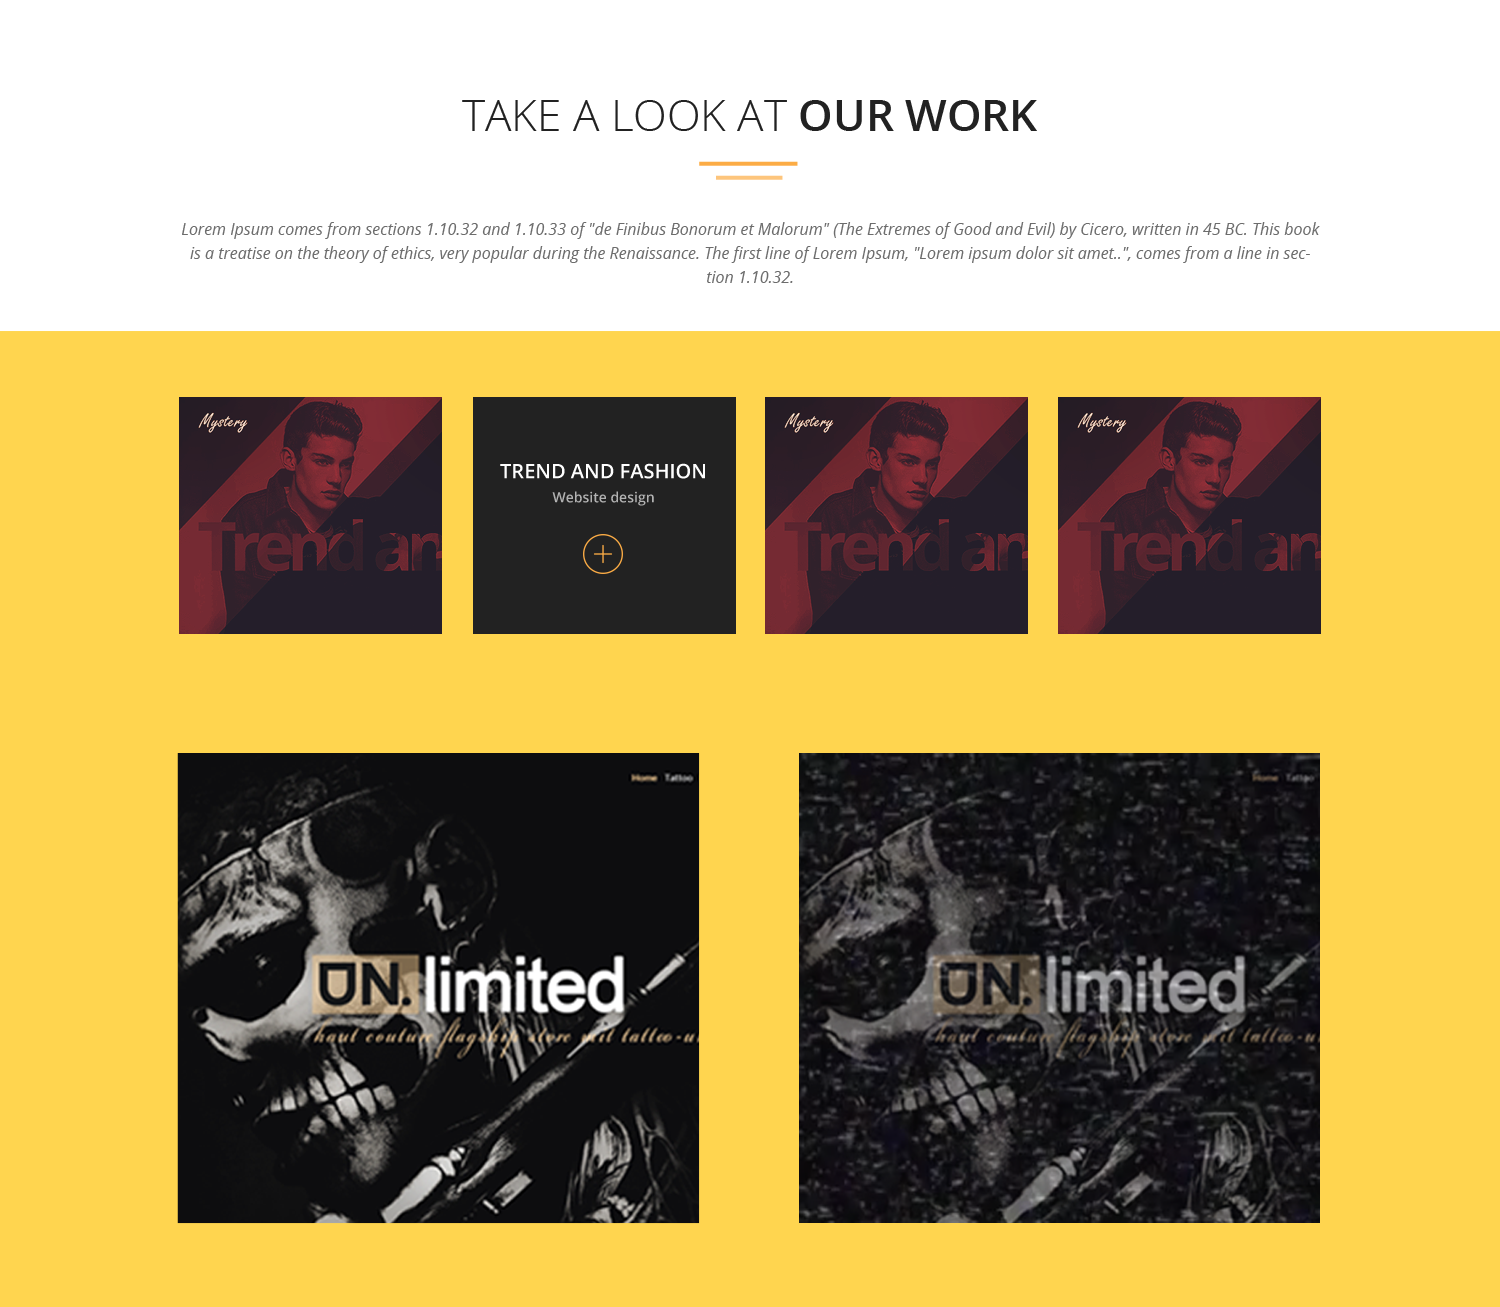 TAKE A LOOK AT OUR WORK
Lorem Ipsum comes from sections 1.10.32 and 1.10.33 of "de Finibus Bonorum et Malorum" (The Extremes of Good and Evil) by Cicero, written in 45 BC. This book
is a treatise on the theory of ethics, very popular during the Renaissance. The first line of Lorem Ipsum, "Lorem ipsum dolor sit amet..", comes from a line in sec-
tion 1.10.32.
Mystery
Trend an
TREND AND FASHION
Website design
Mystery
Trend an
Mystery
Trend an
Home Tattoo
UN.limited
haut couture flagship store met tattoo-u
Home Tattoo
UN.limited
haut couture flagship store met tattoo-u